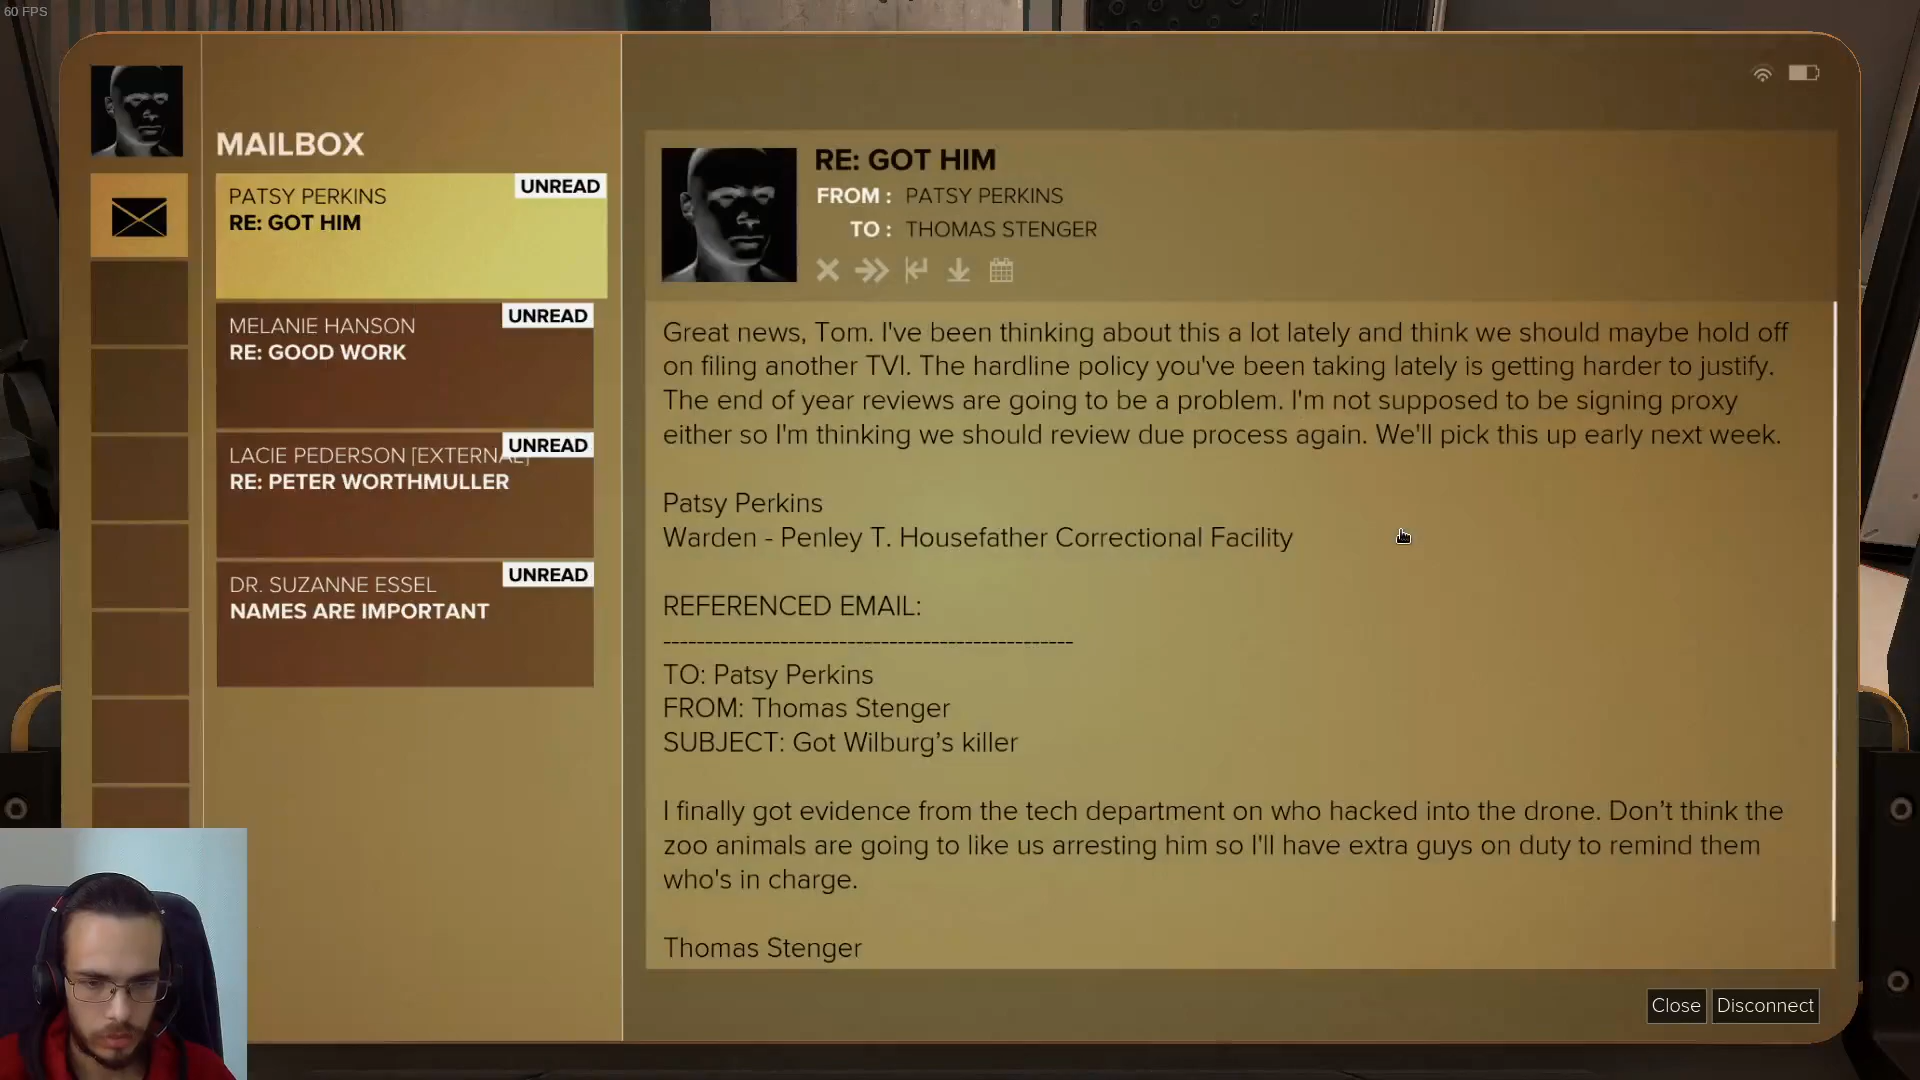 60 FPS
MAILBOX
PATSY PERKINS
UNREAD
RE: GOT HIM
MELANIE HANSON
UNREAD
RE: GOOD WORK
LACIE PEDERSON [EXTERNAL]
UNREAD
RE: PETER WORTHMULLER
DR. SUZANNE ESSEL
UNREAD
NAMES ARE IMPORTANT
RE: GOT HIM
FROM : PATSY PERKINS
TO : THOMAS STENGER
Great news, Tom. I've been thinking about this a lot lately and think we should maybe hold off
on filing another TVI. The hardline policy you've been taking lately is getting harder to justify.
The end of year reviews are going to be a problem. I'm not supposed to be signing proxy
either so I'm thinking we should review due process again. We'll pick this up early next week.
Patsy Perkins
Warden - Penley T. Housefather Correctional Facility
REFERENCED EMAIL:
-------------------------------------------------
TO: Patsy Perkins
FROM: Thomas Stenger
SUBJECT: Got Wilburg’s killer
I finally got evidence from the tech department on who hacked into the drone. Don’t think the
zoo animals are going to like us arresting him so I'll have extra guys on duty to remind them
who's in charge.
Thomas Stenger
Close
Disconnect